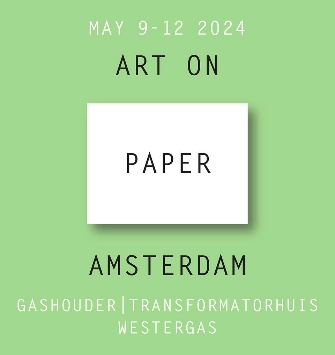 MAY 9-12 2024
ART ON
PAPER
AMSTERDAM
GASHOUDER|TRANSFORMATORHUIS
WESTERGAS